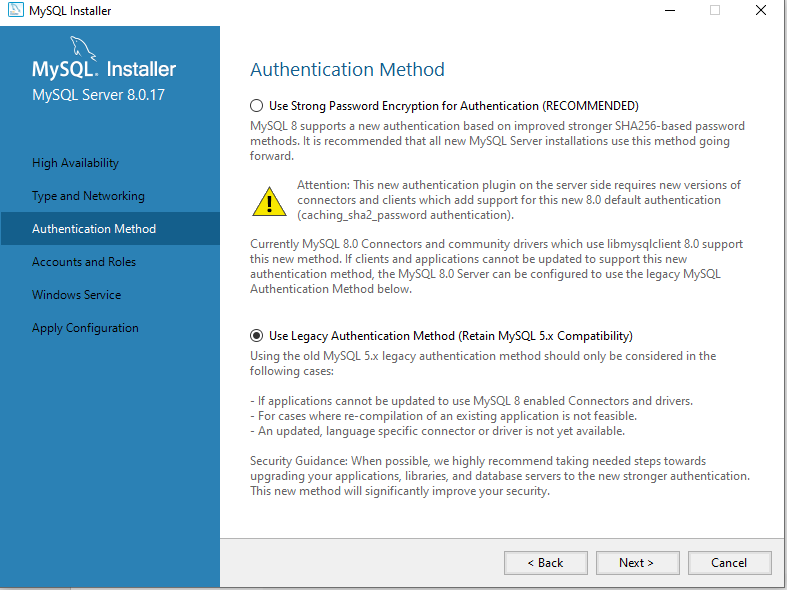 MySQL Installer
MySQL. Installer
MySQL Server 8.0.17
High Availability
Type and Networking
Authentication Method
Accounts and Roles
Windows Service
Apply Configuration
Authentication Method
Use Strong Password Encryption for Authentication (RECOMMENDED)
MySQL 8 supports a new authentication based on improved stronger SHA256-based password
methods. It is recommended that all new MySQL Server installations use this method going
forward.
Attention: This new authentication plugin on the server side requires new versions of
connectors and clients which add support for this new 8.0 default authentication
(caching_sha2_password authentication).
Currently MySQL 8.0 Connectors and community drivers which use libmysqlclient 8.0 support
this new method. If clients and applications cannot be updated to support this new
authentication method, the MySQL 8.0 Server can be configured to use the legacy MySQL
Authentication Method below.
Use Legacy Authentication Method (Retain MySQL 5.x Compatibility)
Using the old MySQL 5.x legacy authentication method should only be considered in the
following cases:
- If applications cannot be updated to use MySQL 8 enabled Connectors and drivers.
- For cases where re-compilation of an existing application is not feasible.
- An updated, language specific connector or driver is not yet available.
Security Guidance: When possible, we highly recommend taking needed steps towards
upgrading your applications, libraries, and database servers to the new stronger authentication.
This new method will significantly improve your security.
< Back
Next >
Cancel